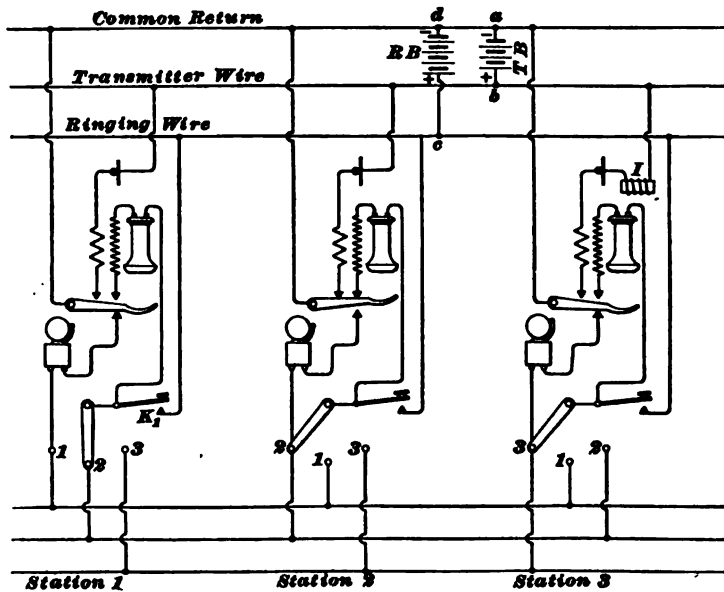 Common Return
d
a
RB
TB
- -
+ +
Transmitter Wire
b
Ringing Wire
c
I
K1
1
2
3
2
1
3
3
1
2
Station 1
Station 2
Station 3